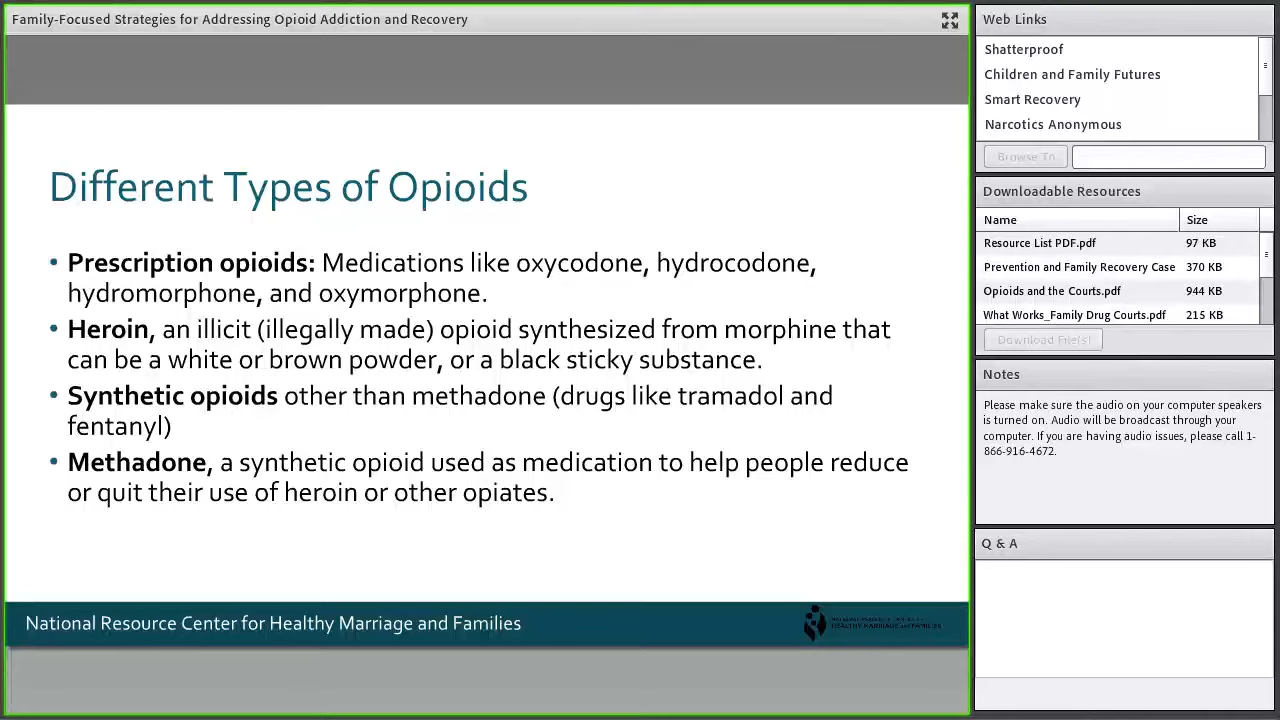 Family-Focused Strategies for Addressing Opioid Addiction and Recovery
Different Types of Opioids
• Prescription opioids: Medications like oxycodone, hydrocodone,
hydromorphone, and oxymorphone.
• Heroin, an illicit (illegally made) opioid synthesized from morphine that
can be a white or brown powder, or a black sticky substance.
• Synthetic opioids other than methadone (drugs like tramadol and
fentanyl)
• Methadone, a synthetic opioid used as medication to help people reduce
or quit their use of heroin or other opiates.
National Resource Center for Healthy Marriage and Families
HEALTHY MARRIAGE and FAMILIES
Web Links
Shatterproof
Children and Family Futures
Smart Recovery
Narcotics Anonymous
Browse To
Downloadable Resources
Name Size
Resource List PDF.pdf 97 KB
Prevention and Family Recovery Case 370 KB
Opioids and the Courts.pdf 944 KB
What Works_Family Drug Courts.pdf 215 KB
Download File(s)
Notes
Please make sure the audio on your computer speakers
is turned on. Audio will be broadcast through your
computer. If you are having audio issues, please call 1-
866-916-4672.
Q & A